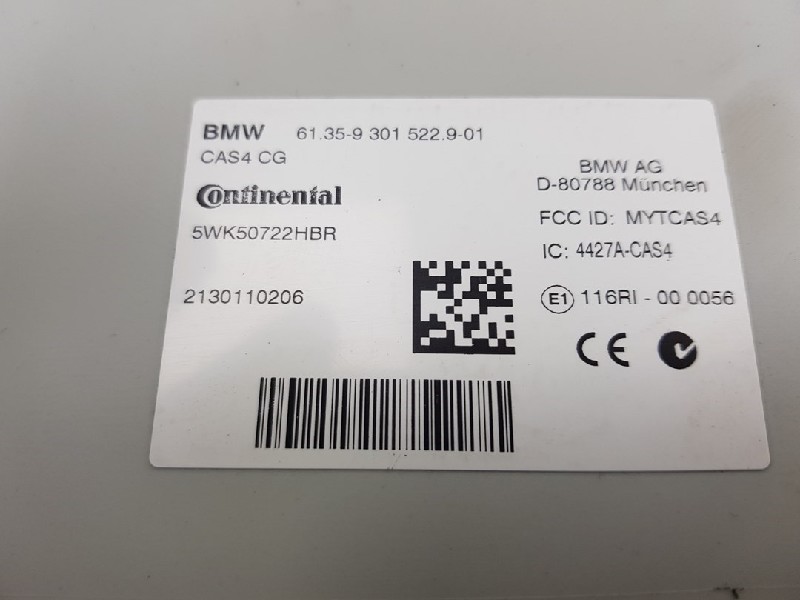 BMW 61.35-9 301 522.9-01
CAS4 CG
Continental
5WK50722HBR
2130110206
BMW AG
D-80788 München
FCC ID: MYTCAS4
IC: 4427A-CAS4
E1 116RI - 00 0056
CE